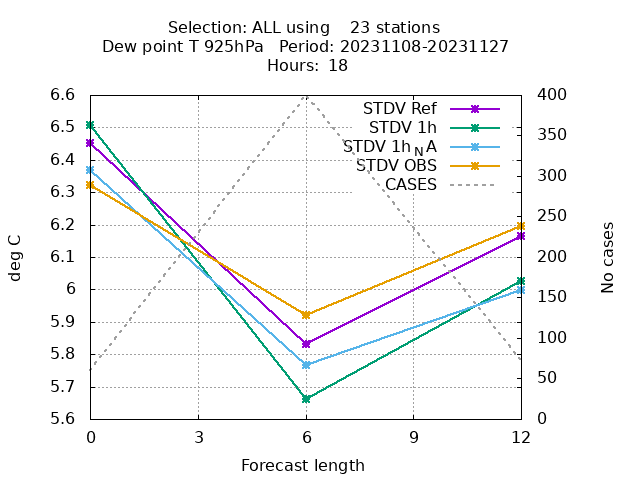 Selection: ALL using    23 stations
Dew point T 925hPa   Period: 20231108-20231127
Hours:  18
6.6
6.5
6.4
6.3
6.2
6.1
6
5.9
5.8
5.7
5.6
400
350
300
250
200
150
100
50
0
STDV Ref
STDV 1h
STDV 1h_NA
STDV OBS
CASES
deg C
No cases
0 3 6 9 12
Forecast length